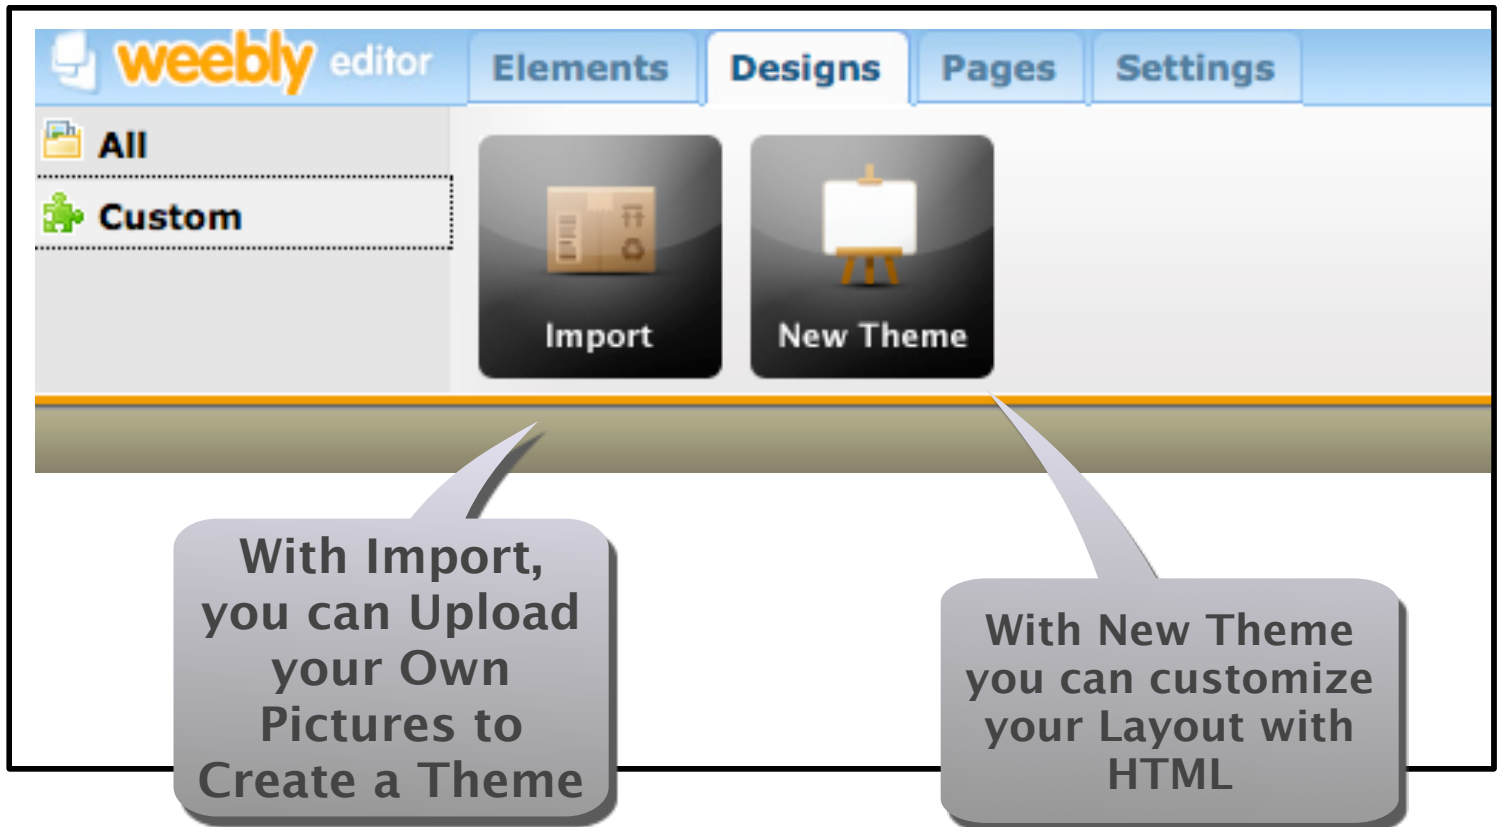 weebly editor Elements Designs Pages Settings
All
Custom
Import New Theme
With Import,
you can Upload
your Own
Pictures to
Create a Theme
With New Theme
you can customize
your Layout with
HTML